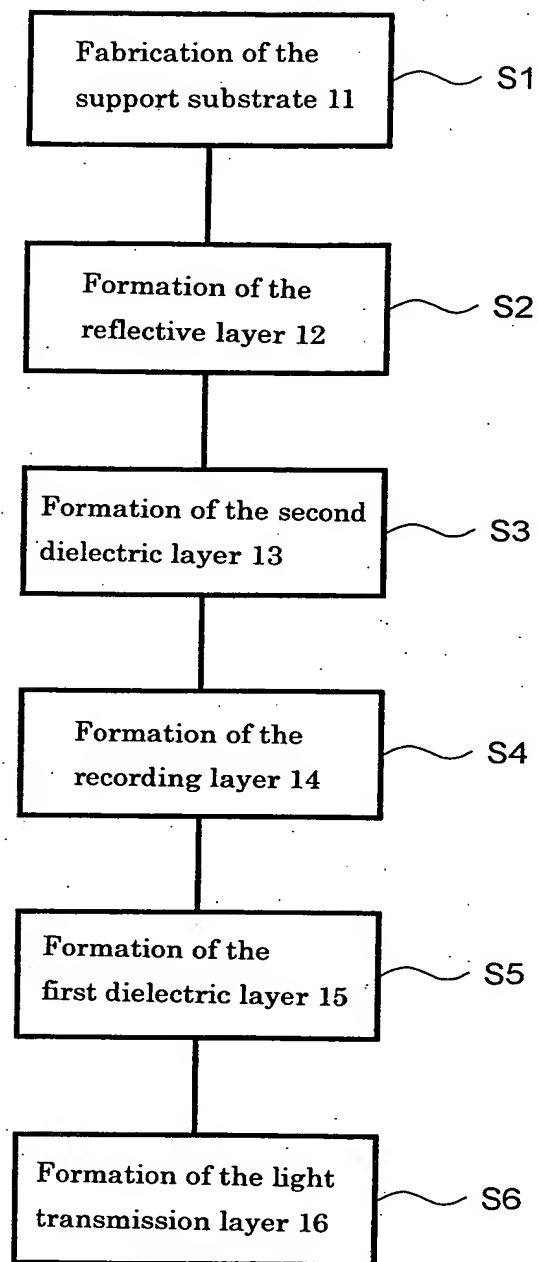 Fabrication of the
support substrate 11
S1
Formation of the
reflective layer 12
S2
Formation of the second
dielectric layer 13
S3
Formation of the
recording layer 14
S4
Formation of the
first dielectric layer 15
S5
Formation of the light
transmission layer 16
S6